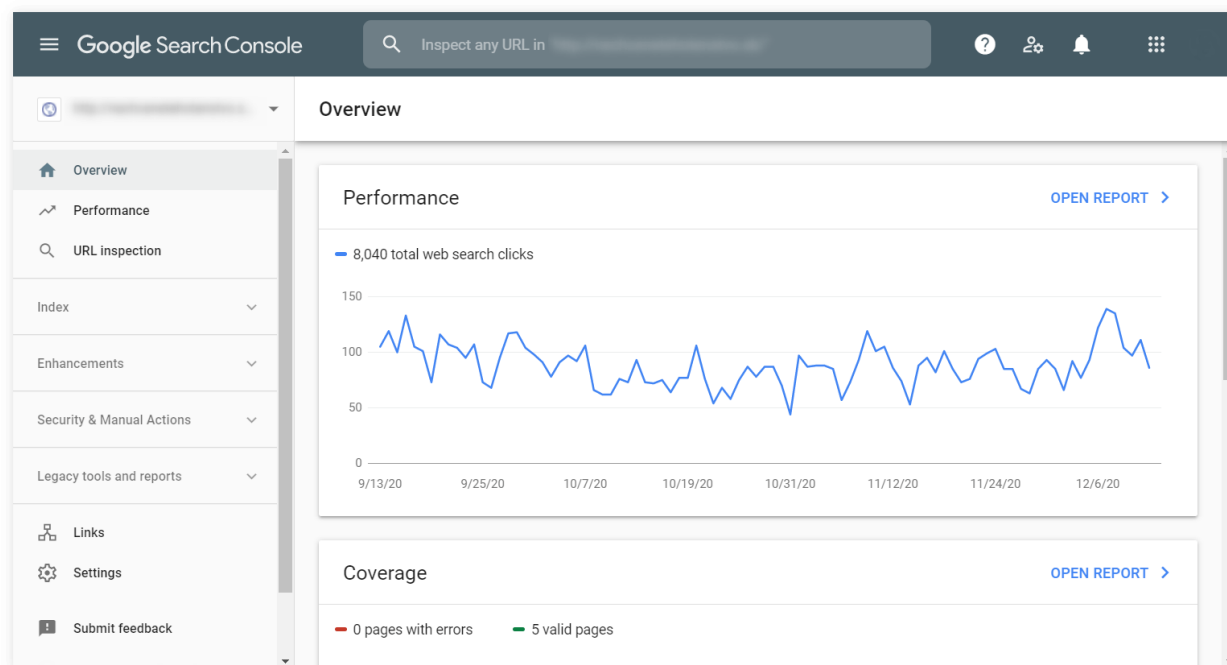 Google Search Console
Inspect any URL in
Overview
Overview
Performance
URL inspection
Index
Enhancements
Security & Manual Actions
Legacy tools and reports
Links
Settings
Submit feedback
Performance
OPEN REPORT
8,040 total web search clicks
150
100
50
0
9/13/20 9/25/20 10/7/20 10/19/20 10/31/20 11/12/20 11/24/20 12/6/20
Coverage
OPEN REPORT
0 pages with errors 5 valid pages